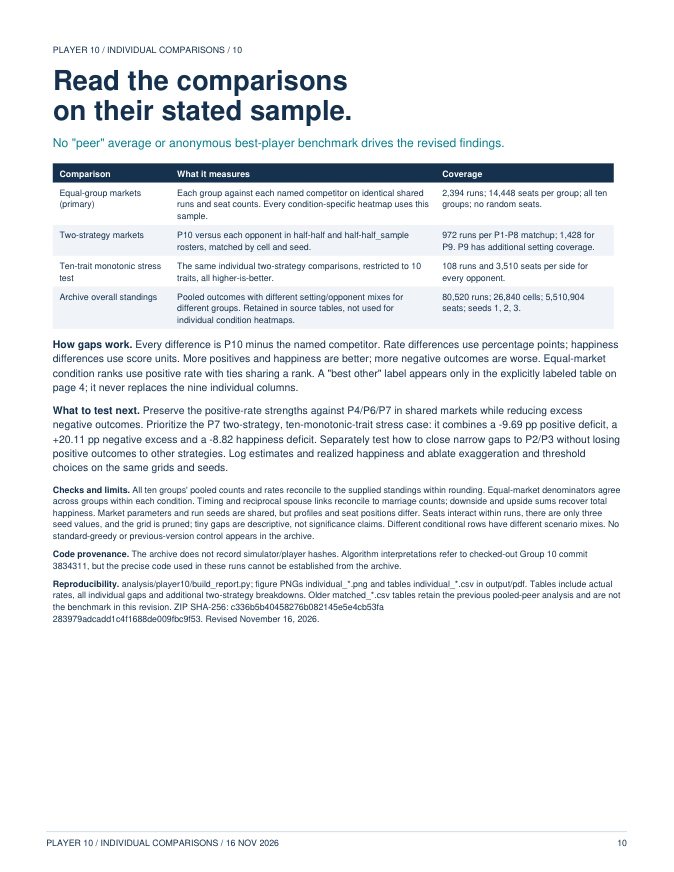 PLAYER 10 / INDIVIDUAL COMPARISONS / 10
Read the comparisons
on their stated sample.
No "peer" average or anonymous best-player benchmark drives the revised findings.
Comparison What it measures Coverage
Equal-group markets (primary) Each group against each named competitor on identical shared runs and seat counts. Every condition-specific heatmap uses this sample. 2,394 runs; 14,448 seats per group; all ten groups; no random seats.
Two-strategy markets P10 versus each opponent in half-half and half-half_sample rosters, matched by cell and seed. 972 runs per P1-P8 matchup; 1,428 for P9. P9 has additional setting coverage.
Ten-trait monotonic stress test The same individual two-strategy comparisons, restricted to 10 traits, all higher-is-better. 108 runs and 3,510 seats per side for every opponent.
Archive overall standings Pooled outcomes with different setting/opponent mixes for different groups. Retained in source tables, not used for individual condition heatmaps. 80,520 runs; 26,840 cells; 5,510,904 seats; seeds 1, 2, 3.
How gaps work. Every difference is P10 minus the named competitor. Rate differences use percentage points; happiness
differences use score units. More positives and happiness are better; more negative outcomes are worse. Equal-market
condition ranks use positive rate with ties sharing a rank. A "best other" label appears only in the explicitly labeled table on
page 4; it never replaces the nine individual columns.
What to test next. Preserve the positive-rate strengths against P4/P6/P7 in shared markets while reducing excess
negative outcomes. Prioritize the P7 two-strategy, ten-monotonic-trait stress case: it combines a -9.69 pp positive deficit, a
+20.11 pp negative excess and a -8.82 happiness deficit. Separately test how to close narrow gaps to P2/P3 without losing
positive outcomes to other strategies. Log estimates and realized happiness and ablate exaggeration and threshold
choices on the same grids and seeds.
Checks and limits. All ten groups' pooled counts and rates reconcile to the supplied standings within rounding. Equal-market denominators agree
across groups within each condition. Timing and reciprocal spouse links reconcile to marriage counts; downside and upside sums recover total
happiness. Market parameters and run seeds are shared, but profiles and seat positions differ. Seats interact within runs, there are only three
seed values, and the grid is pruned; tiny gaps are descriptive, not significance claims. Different conditional rows have different scenario mixes. No
standard-greedy or previous-version control appears in the archive.
Code provenance. The archive does not record simulator/player hashes. Algorithm interpretations refer to checked-out Group 10 commit
3834311, but the precise code used in these runs cannot be established from the archive.
Reproducibility. analysis/player10/build_report.py; figure PNGs individual_*.png and tables individual_*.csv in output/pdf. Tables include actual
rates, all individual gaps and additional two-strategy breakdowns. Older matched_*.csv tables retain the previous pooled-peer analysis and are not
the benchmark in this revision. ZIP SHA-256: c336b5b40458276b082145e5e4cb53fa
283979adcadd1c4f1688de009fbc9f53. Revised November 16, 2026.
PLAYER 10 / INDIVIDUAL COMPARISONS / 16 NOV 2026 10